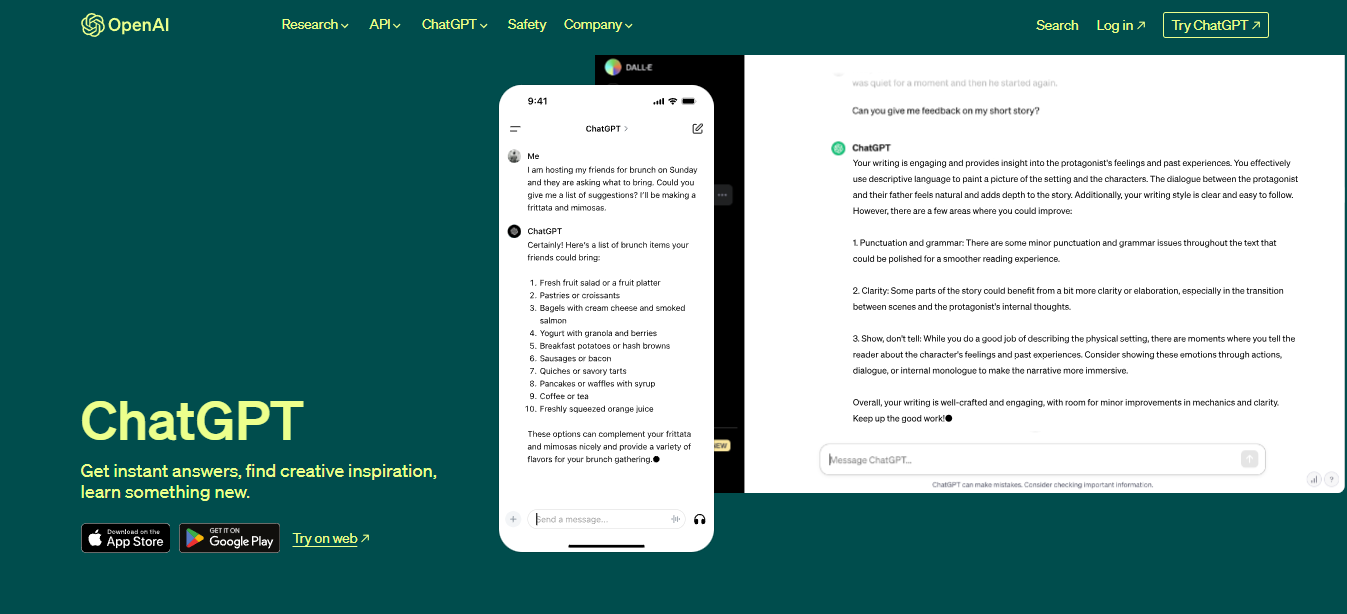 OpenAI
Research
API
ChatGPT
Safety
Company
Search
Log in
Try ChatGPT
ChatGPT
Get instant answers, find creative inspiration,
learn something new.
Download on the
App Store
GET IT ON
Google Play
Try on web
9:41
ChatGPT
Me
I am hosting my friends for brunch on Sunday
and they are asking what to bring. Could you
give me a list of suggestions? I'll be making a
frittata and mimosas.
ChatGPT
Certainly! Here's a list of brunch items your
friends could bring:
1. Fresh fruit salad or a fruit platter
2. Pastries or croissants
3. Bagels with cream cheese and smoked
salmon
4. Yogurt with granola and berries
5. Breakfast potatoes or hash browns
6. Sausages or bacon
7. Quiches or savory tarts
8. Pancakes or waffles with syrup
9. Coffee or tea
10. Freshly squeezed orange juice
These options can complement your frittata
and mimosas nicely and provide a variety of
flavors for your brunch gathering.
Send a message...
DALL·E
was quiet for a moment and then he started again.
Can you give me feedback on my short story?
ChatGPT
Your writing is engaging and provides insight into the protagonist's feelings and past experiences. You effectively
use descriptive language to paint a picture of the setting and the characters. The dialogue between the protagonist
and their father feels natural and adds depth to the story. Additionally, your writing style is clear and easy to follow.
However, there are a few areas where you could improve:
1. Punctuation and grammar: There are some minor punctuation and grammar issues throughout the text that
could be polished for a smoother reading experience.
2. Clarity: Some parts of the story could benefit from a bit more clarity or elaboration, especially in the transition
between scenes and the protagonist's internal thoughts.
3. Show, don't tell: While you do a good job of describing the physical setting, there are moments where you tell the
reader about the character's feelings and past experiences. Consider showing these emotions through actions,
dialogue, or internal monologue to make the narrative more immersive.
Overall, your writing is well-crafted and engaging, with room for minor improvements in mechanics and clarity.
Keep up the good work!
Message ChatGPT...
ChatGPT can make mistakes. Consider checking important information.
?